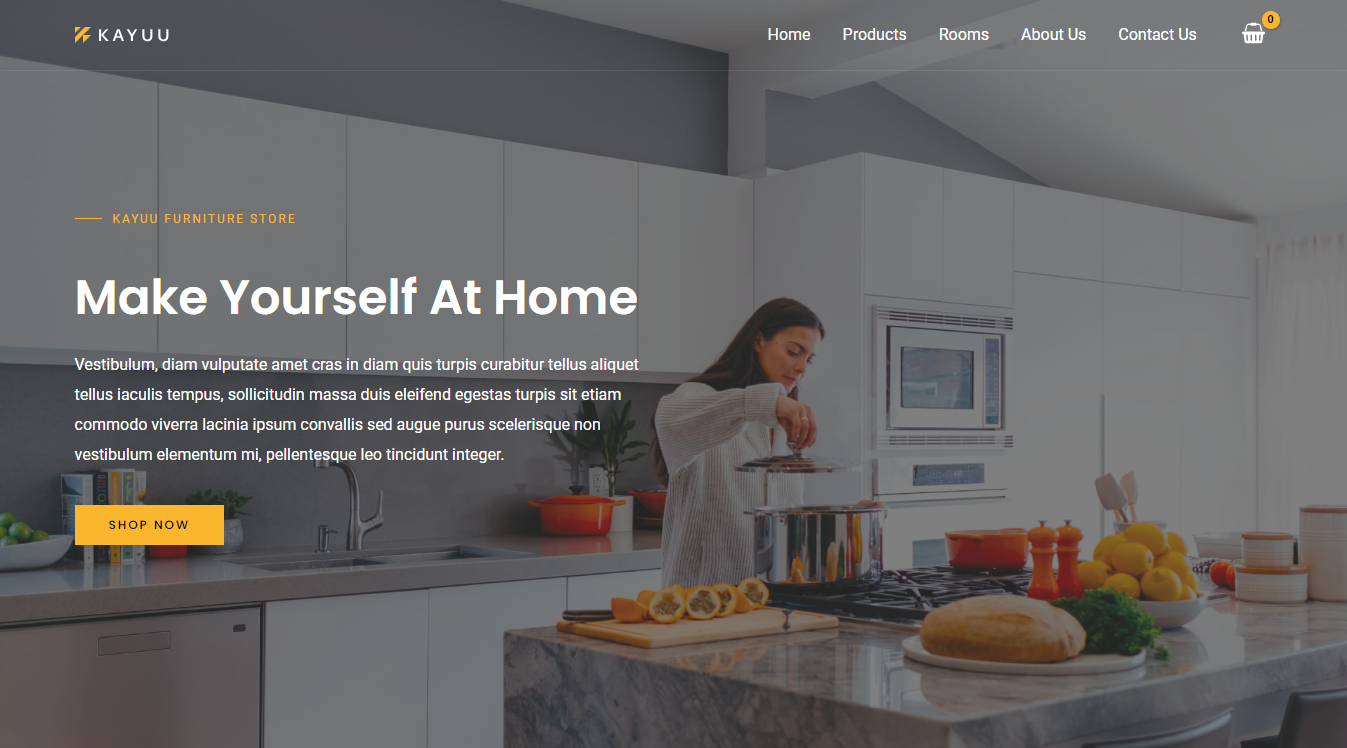 KAYUU
Home Products Rooms About Us Contact Us 0
KAYUU FURNITURE STORE
Make Yourself At Home
Vestibulum, diam vulputate amet cras in diam quis turpis curabitur tellus aliquet
tellus iaculis tempus, sollicitudin massa duis eleifend egestas turpis sit etiam
commodo viverra lacinia ipsum convallis sed augue purus scelerisque non
vestibulum elementum mi, pellentesque leo tincidunt integer.
SHOP NOW